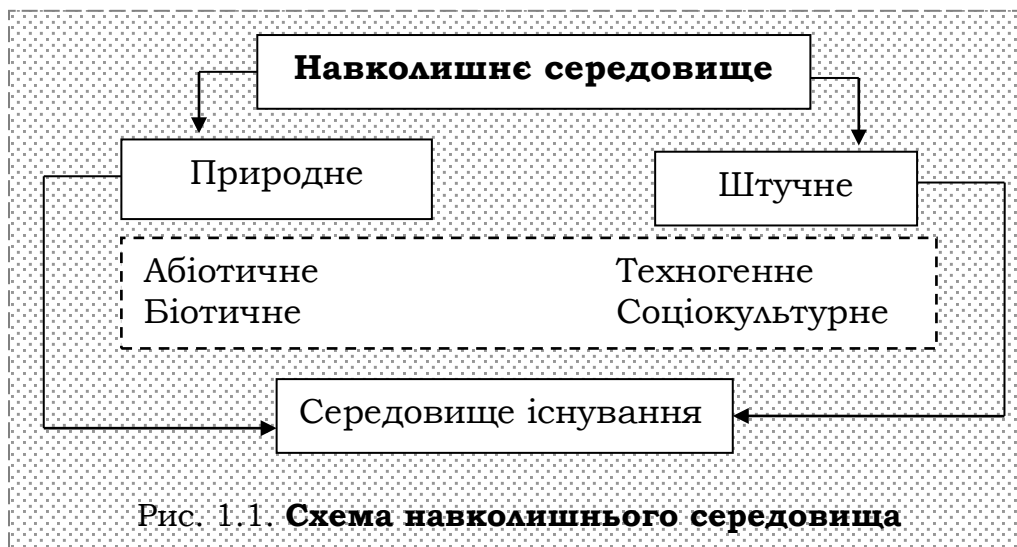 Навколишнє середовище
Природне
Штучне
Абіотичне
Біотичне
Техногенне
Соціокультурне
Середовище існування
Рис. 1.1. Схема навколишнього середовища